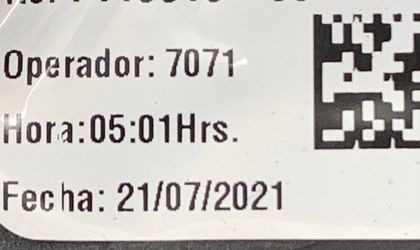 Operador: 7071
Hora:05:01Hrs.
Fecha: 21/07/2021